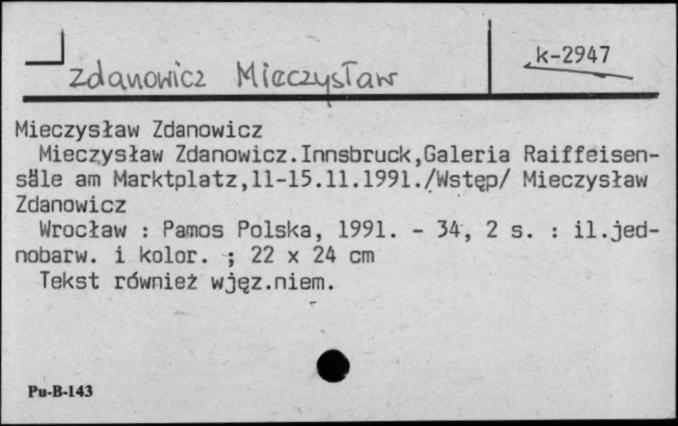 k-2947
Zdanowicz Mieczysław
Mieczysław Zdanowicz
Mieczysław Zdanowicz.Innsbruck,Galeria Raiffeisen-
säle am Marktplatz,11-15.11.1991./Wstęp/ Mieczysław
Zdanowicz
Wrocław : Pamos Polska, 1991. - 34, 2 s. : il.jed-
nobarw. i kolor. ; 22 x 24 cm
Tekst również wjęz.niem.
Pu-B-143